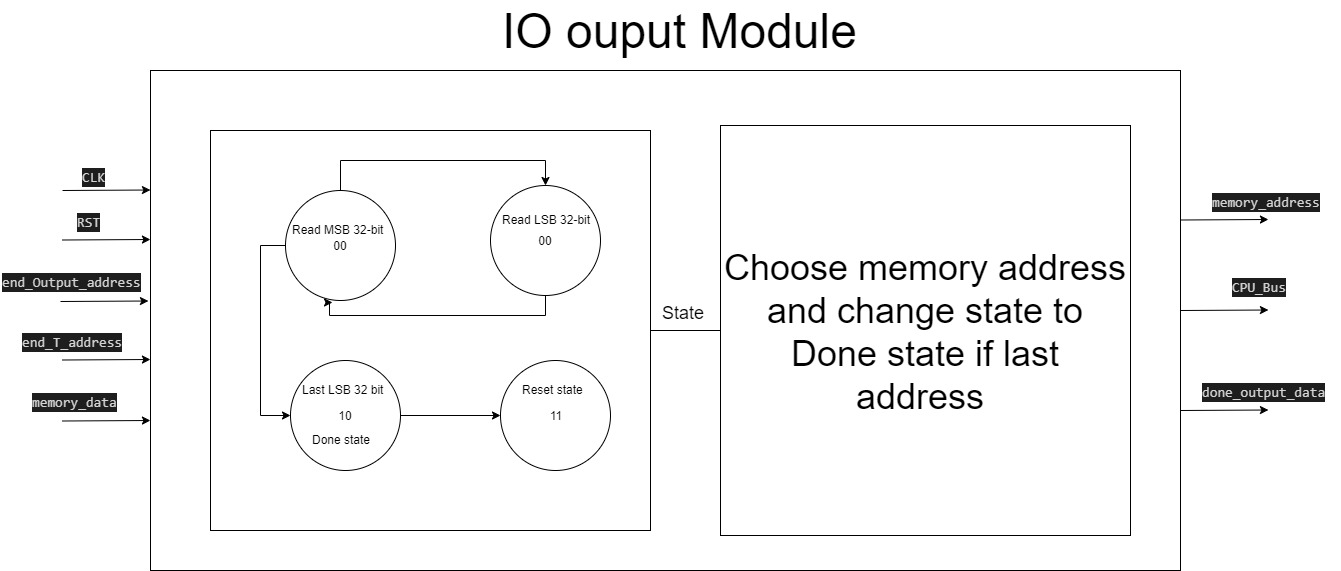 IO ouput Module
CLK
RST
end_Output_address
end_T_address
memory_data
Read MSB 32-bit
00
Read LSB 32-bit
00
Last LSB 32 bit
10
Done state
Reset state
11
State
Choose memory address
and change state to
Done state if last
address
memory_address
CPU_Bus
done_output_data